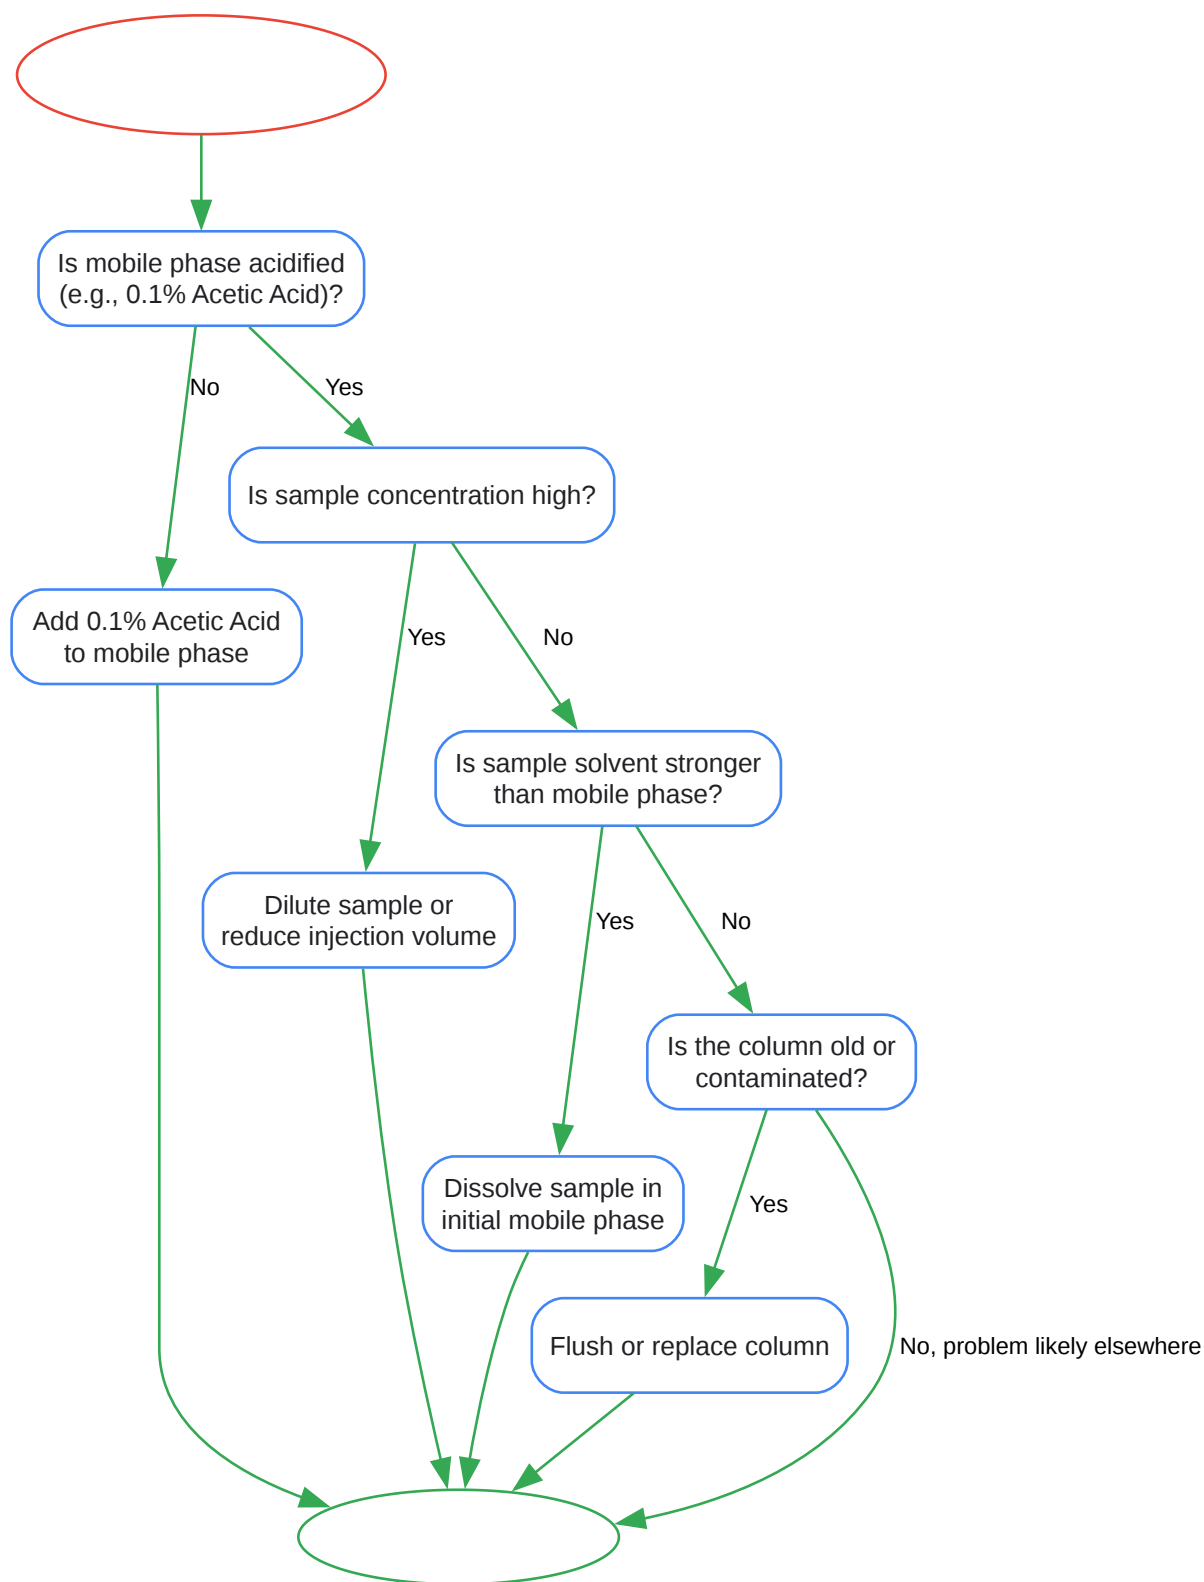 Is mobile phase acidified
(e.g., 0.1% Acetic Acid)?
No
Yes
Is sample concentration high?
Add 0.1% Acetic Acid
to mobile phase
Yes
No
Is sample solvent stronger
than mobile phase?
Dilute sample or
reduce injection volume
Yes
No
Is the column old or
contaminated?
Dissolve sample in
initial mobile phase
Yes
Flush or replace column
No, problem likely elsewhere